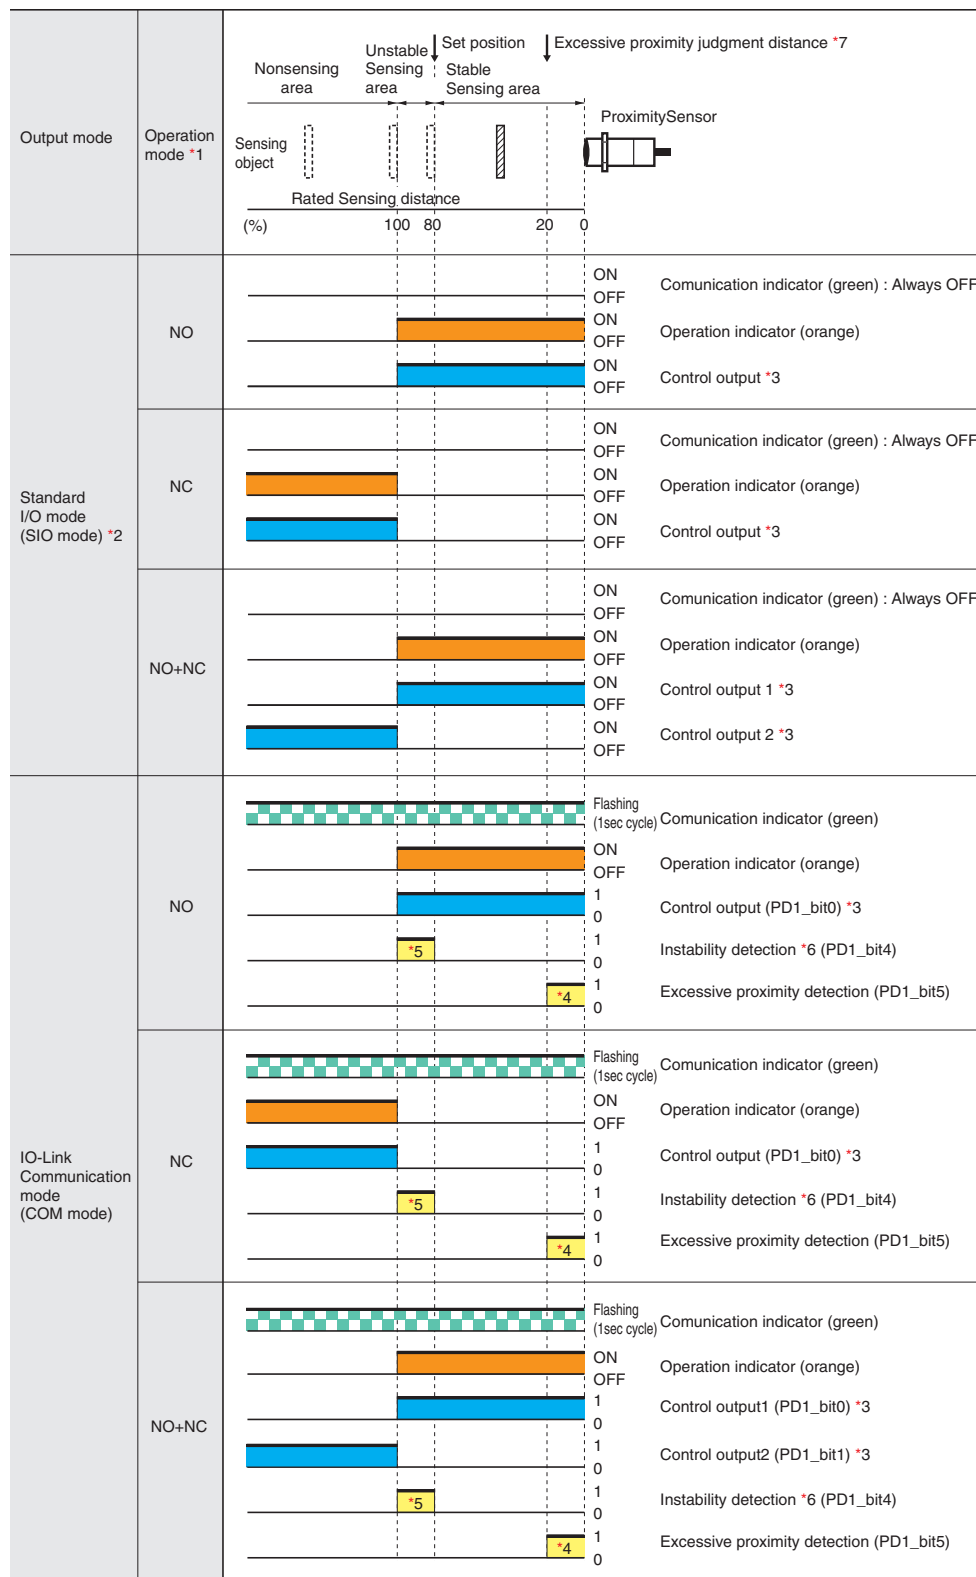 Output mode
Operation
mode *1
Set position
Excessive proximity judgment distance *7
Unstable
Sensing
area
Nonsensing
area
Stable
Sensing area
ProximitySensor
Sensing
object
Rated Sensing distance
(%)
100
80
20
0
Standard
I/O mode
(SIO mode) *2
NO
ON
OFF
Comunication indicator (green) : Always OFF
ON
OFF
Operation indicator (orange)
ON
OFF
Control output *3
NC
ON
OFF
Comunication indicator (green) : Always OFF
ON
OFF
Operation indicator (orange)
ON
OFF
Control output *3
NO+NC
ON
OFF
Comunication indicator (green) : Always OFF
ON
OFF
Operation indicator (orange)
ON
OFF
Control output 1 *3
ON
OFF
Control output 2 *3
IO-Link
Communication
mode
(COM mode)
NO
Flashing
(1sec cycle)
Comunication indicator (green)
ON
OFF
Operation indicator (orange)
1
0
Control output (PD1_bit0) *3
*5
1
0
Instability detection *6 (PD1_bit4)
*4
1
0
Excessive proximity detection (PD1_bit5)
NC
Flashing
(1sec cycle)
Comunication indicator (green)
ON
OFF
Operation indicator (orange)
1
0
Control output (PD1_bit0) *3
*5
1
0
Instability detection *6 (PD1_bit4)
*4
1
0
Excessive proximity detection (PD1_bit5)
NO+NC
Flashing
(1sec cycle)
Comunication indicator (green)
ON
OFF
Operation indicator (orange)
1
0
Control output1 (PD1_bit0) *3
1
0
Control output2 (PD1_bit1) *3
*5
1
0
Instability detection *6 (PD1_bit4)
*4
1
0
Excessive proximity detection (PD1_bit5)